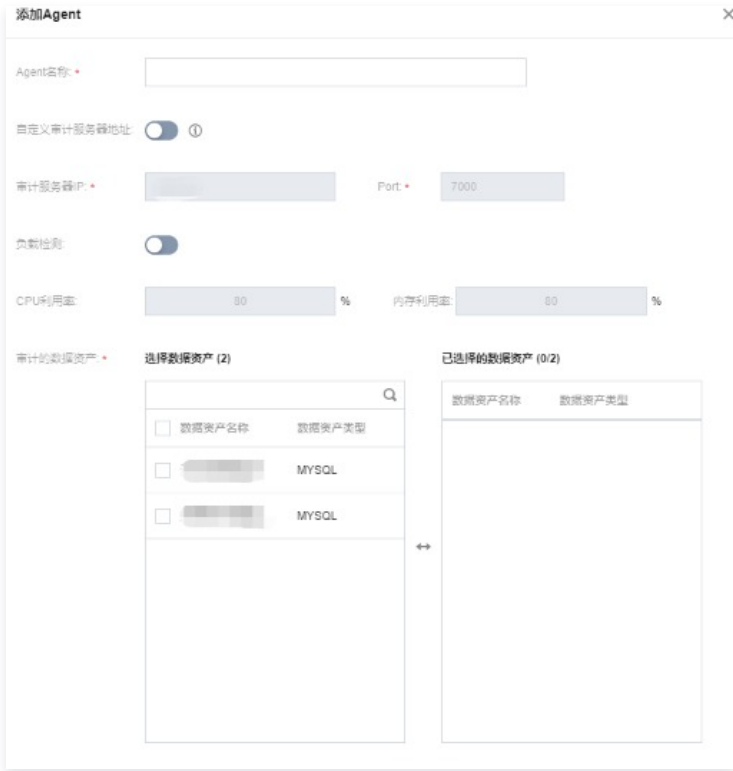 添加Agent
Agent名称: *
自定义审计服务器地址:
审计服务器IP: * Port: * 7000
负载检测:
CPU利用率: 80 % 内存利用率: 80 %
审计的数据资产: * 选择数据资产 (2) 已选择的数据资产 (0/2)
数据资产名称 数据资产类型 数据资产名称 数据资产类型
MYSQL
MYSQL